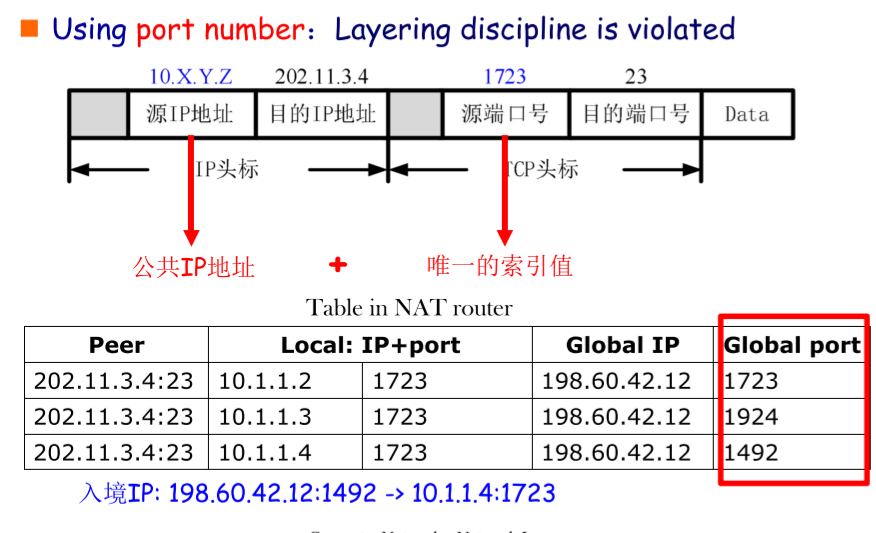 Using port number：Layering discipline is violated
10.X.Y.Z 202.11.3.4 1723 23
源IP地址 目的IP地址 源端口号 目的端口号 Data
IP头标 TCP头标
公共IP地址 + 唯一的索引值
Table in NAT router
Peer Local: IP+port Global IP Global port
202.11.3.4:23 10.1.1.2 1723 198.60.42.12 1723
202.11.3.4:23 10.1.1.3 1723 198.60.42.12 1924
202.11.3.4:23 10.1.1.4 1723 198.60.42.12 1492
入境IP: 198.60.42.12:1492 -> 10.1.1.4:1723